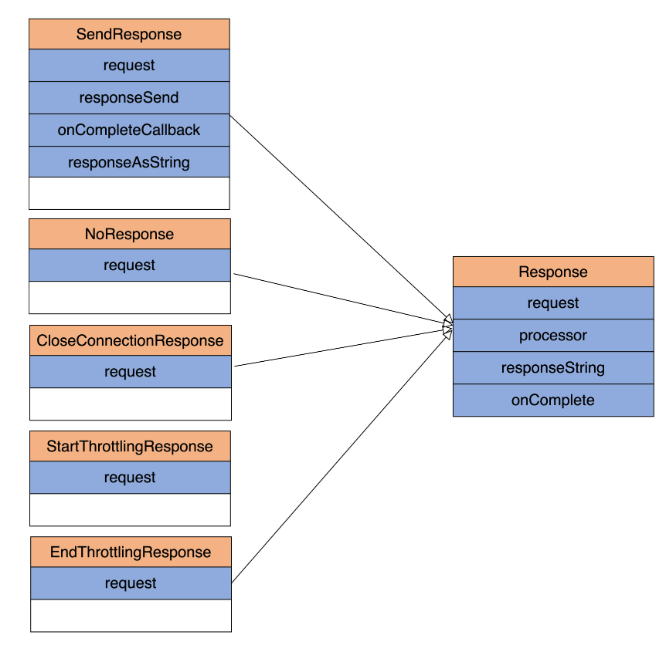 SendResponse
request
responseSend
onCompleteCallback
responseAsString
NoResponse
request
CloseConnectionResponse
request
StartThrottlingResponse
request
EndThrottlingResponse
request
Response
request
processor
responseString
onComplete